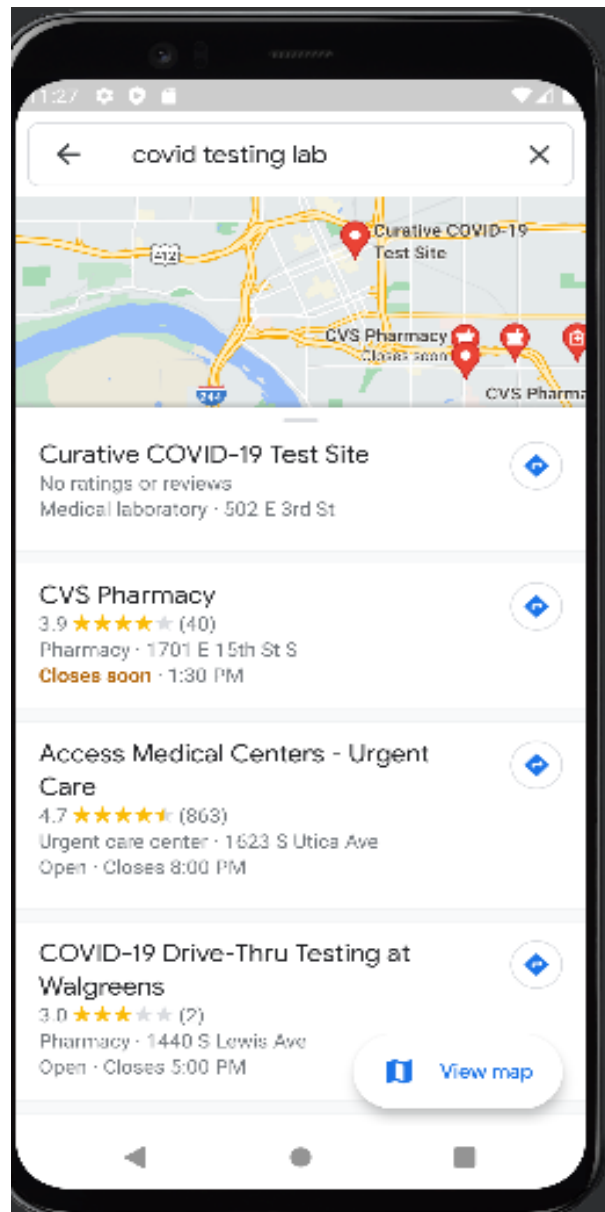 11:27
covid testing lab
Curative COVID-19
Test Site
412
CVS Pharmacy
Closes soon
244
CVS Pharma
Curative COVID-19 Test Site
No ratings or reviews
Medical laboratory · 502 E 3rd St
CVS Pharmacy
3.9 ★★★★★ (40)
Pharmacy · 1701 E 15th St S
Closes soon · 1:30 PM
Access Medical Centers - Urgent
Care
4.7 ★★★★★ (863)
Urgent care center · 1623 S Utica Ave
Open · Closes 8:00 PM
COVID-19 Drive-Thru Testing at
Walgreens
3.0 ★★★★★ (2)
Pharmacy · 1440 S Lewis Ave
Open · Closes 5:00 PM
View map